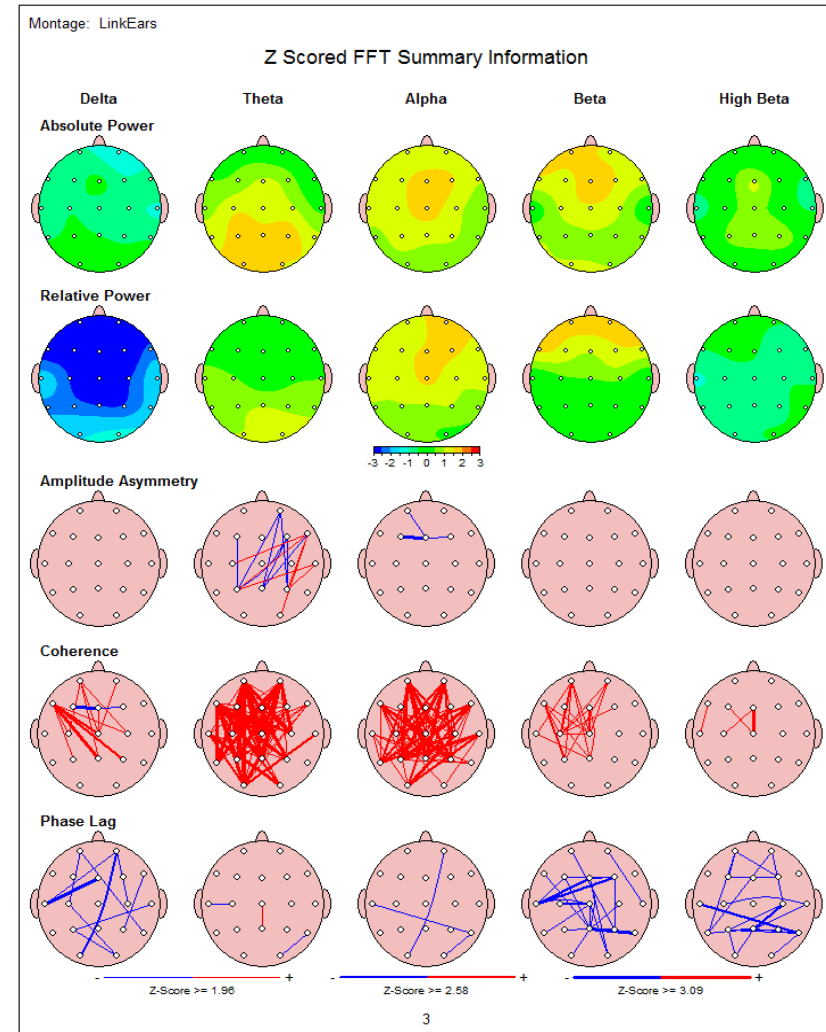 Montage: LinkEars
Z Scored FFT Summary Information
Delta Theta Alpha Beta High Beta
Absolute Power
Relative Power
-3 -2 -1 0 1 2 3
Amplitude Asymmetry
Coherence
Phase Lag
- + - + - +
Z-Score >= 1.96 Z-Score >= 2.58 Z-Score >= 3.09
3